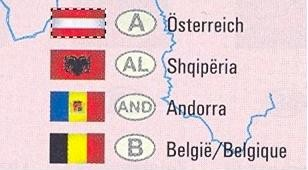 A Österreich
AL Shqipëria
AND Andorra
B België/Belgique